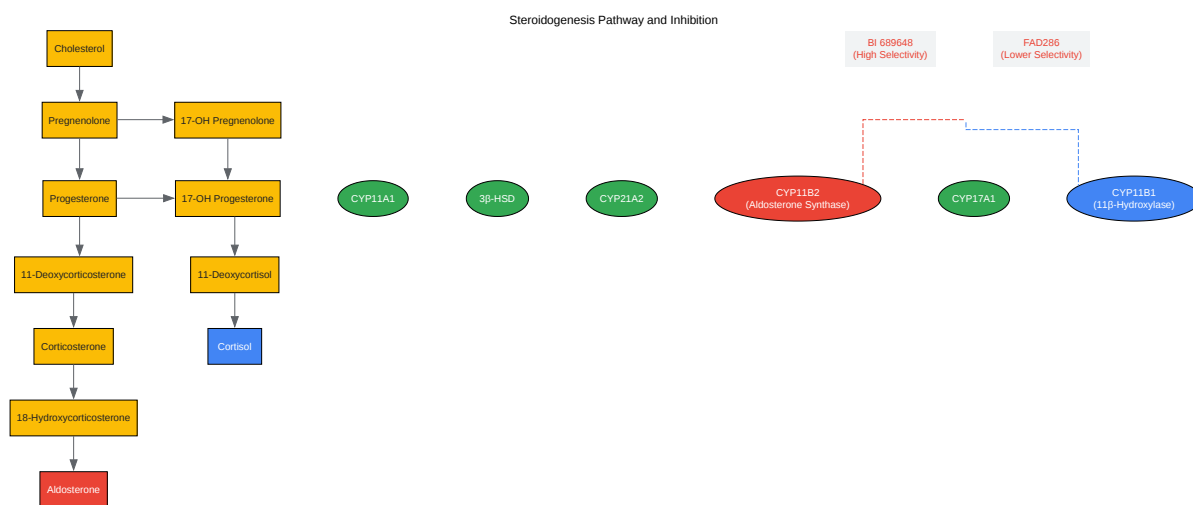 Steroidogenesis Pathway and Inhibition
Cholesterol
BI 689648
(High Selectivity)
FAD286
(Lower Selectivity)
Pregnenolone
17-OH Pregnenolone
Progesterone
17-OH Progesterone
CYP11A1
3β-HSD
CYP21A2
CYP11B2
(Aldosterone Synthase)
CYP17A1
CYP11B1
(11β-Hydroxylase)
11-Deoxycorticosterone
11-Deoxycortisol
Corticosterone
Cortisol
18-Hydroxycorticosterone
Aldosterone